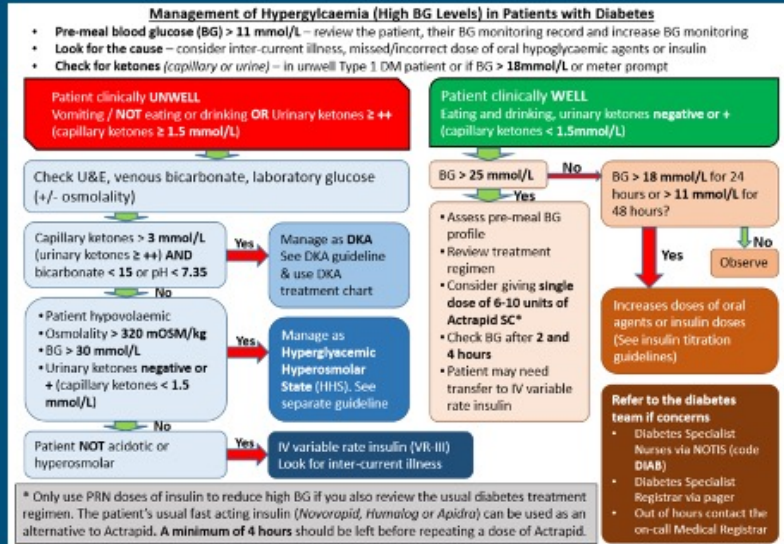 Management of Hypergylcaemia (High BG Levels) in Patients with Diabetes
• Pre-meal blood glucose (BG) > 11 mmol/L – review the patient, their BG monitoring record and increase BG monitoring
• Look for the cause – consider inter-current illness, missed/incorrect dose of oral hypoglycaemic agents or insulin
• Check for ketones (capillary or urine) – in unwell Type 1 DM patient or if BG > 18mmol/L or meter prompt
Patient clinically UNWELL
Vomiting / NOT eating or drinking OR Urinary ketones ≥ ++
(capillary ketones ≥ 1.5 mmol/L)
Check U&E, venous bicarbonate, laboratory glucose
(+/- osmolality)
Capillary ketones > 3 mmol/L
(urinary ketones ≥ ++) AND
bicarbonate < 15 or pH < 7.35
Yes
Manage as DKA
See DKA guideline
& use DKA
treatment chart
No
• Patient hypovolaemic
• Osmolality > 320 mOSM/kg
• BG > 30 mmol/L
• Urinary ketones negative or
+ (capillary ketones < 1.5
mmol/L)
Yes
Manage as
Hyperglyacemic
Hyperosmolar
State (HHS). See
separate guideline
No
Patient NOT acidotic or
hyperosmolar
Yes
IV variable rate insulin (VR-III)
Look for inter-current illness
Patient clinically WELL
Eating and drinking, urinary ketones negative or +
(capillary ketones < 1.5mmol/L)
BG > 25 mmol/L
No
BG > 18 mmol/L for 24
hours or > 11 mmol/L for
48 hours?
Yes
• Assess pre-meal BG
profile
• Review treatment
regimen
• Consider giving single
dose of 6-10 units of
Actrapid SC*
• Check BG after 2 and
4 hours
• Patient may need
transfer to IV variable
rate insulin
Yes
No
Observe
Increases doses of oral
agents or insulin doses
(See insulin titration
guidelines)
Refer to the diabetes
team if concerns
• Diabetes Specialist
Nurses via NOTIS (code
DIAB)
• Diabetes Specialist
Registrar via pager
• Out of hours contact the
on-call Medical Registrar
* Only use PRN doses of insulin to reduce high BG if you also review the usual diabetes treatment
regimen. The patient's usual fast acting insulin (Novorapid, Humalog or Apidra) can be used as an
alternative to Actrapid. A minimum of 4 hours should be left before repeating a dose of Actrapid.